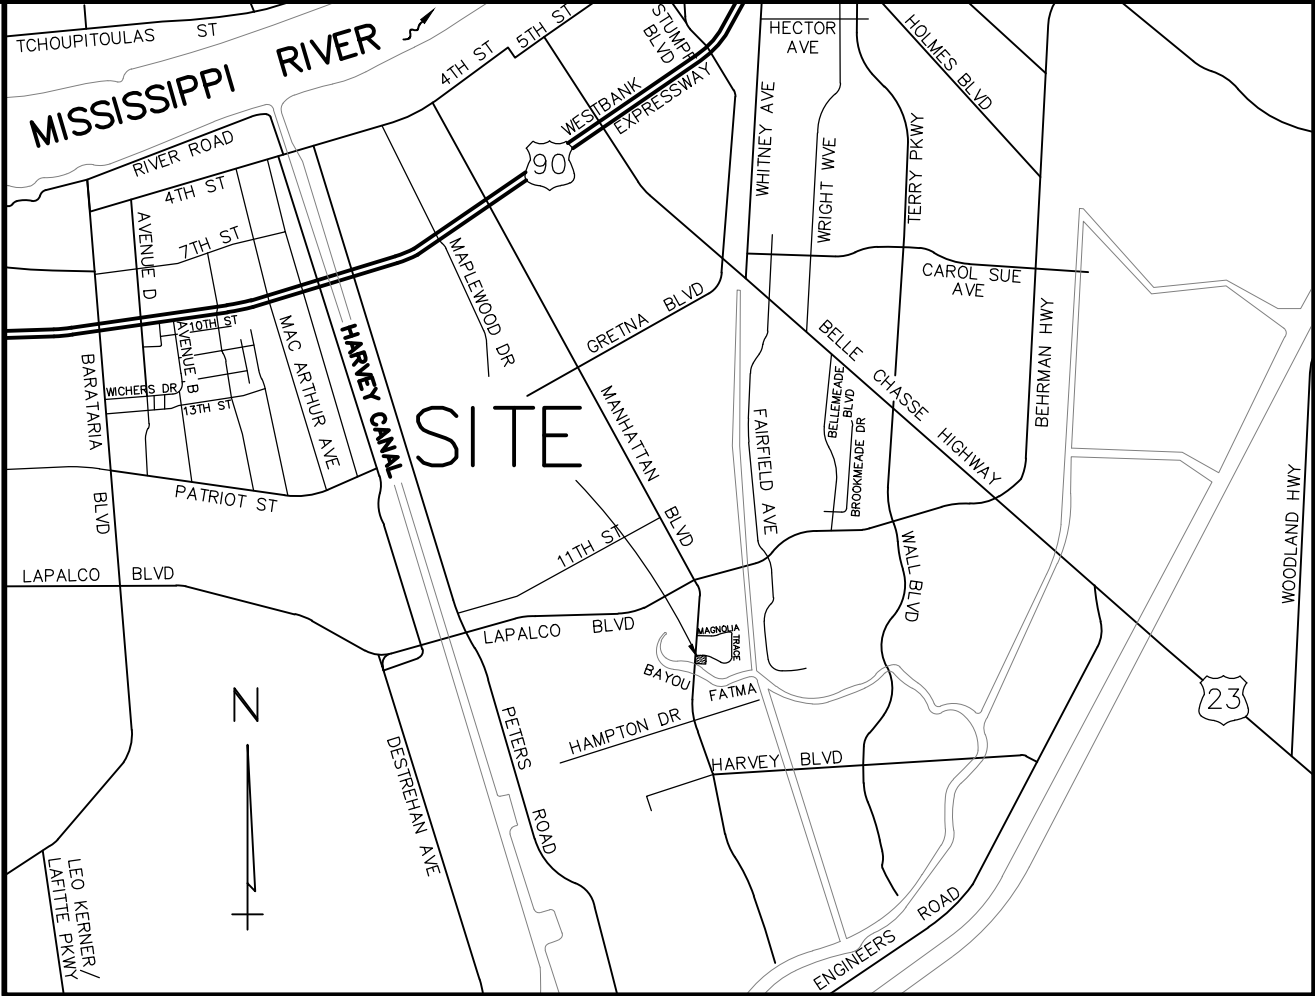 TCHOUPITOULAS ST
MISSISSIPPI RIVER
4TH ST
5TH ST
STUMPF
BLVD
HECTOR
AVE
HOLMES BLVD
WESTBANK
EXPRESSWAY
90
RIVER ROAD
4TH ST
7TH ST
AVENUE D
WHITNEY AVE
WRIGHT WVE
TERRY PKWY
CAROL SUE
AVE
MAPLEWOOD DR
GRETNA BLVD
10TH ST
AVENUE B
MAC ARTHUR AVE
HARVEY CANAL
BARATARIA BLVD
WICHERS DR
13TH ST
SITE
MANHATTAN BLVD
FAIRFIELD AVE
BELLEMEADE
BLVD
BROOKMEADE DR
BELLE CHASSE HIGHWAY
BEHRMAN HWY
WOODLAND HWY
PATRIOT ST
11TH ST
WALL BLVD
LAPALCO BLVD
LAPALCO BLVD
MAGNOLIA
TRACE
BAYOU FATMA
23
N
HAMPTON DR
HARVEY BLVD
PETERS ROAD
DESTREHAN AVE
LEO KERNER/
LAFITTE PKWY
ENGINEERS ROAD